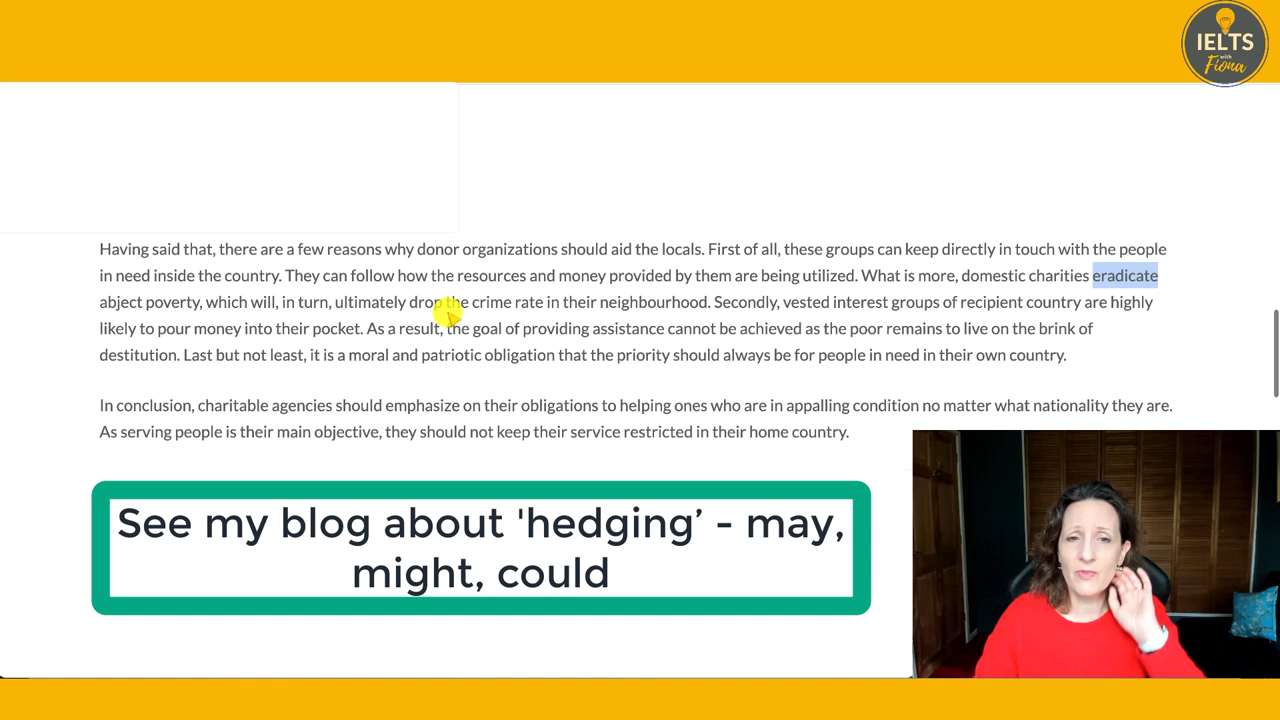 IELTS
with
Fiona
Having said that, there are a few reasons why donor organizations should aid the locals. First of all, these groups can keep directly in touch with the people
in need inside the country. They can follow how the resources and money provided by them are being utilized. What is more, domestic charities eradicate
abject poverty, which will, in turn, ultimately drop the crime rate in their neighbourhood. Secondly, vested interest groups of recipient country are highly
likely to pour money into their pocket. As a result, the goal of providing assistance cannot be achieved as the poor remains to live on the brink of
destitution. Last but not least, it is a moral and patriotic obligation that the priority should always be for people in need in their own country.
In conclusion, charitable agencies should emphasize on their obligations to helping ones who are in appalling condition no matter what nationality they are.
As serving people is their main objective, they should not keep their service restricted in their home country.
See my blog about 'hedging’ - may,
might, could